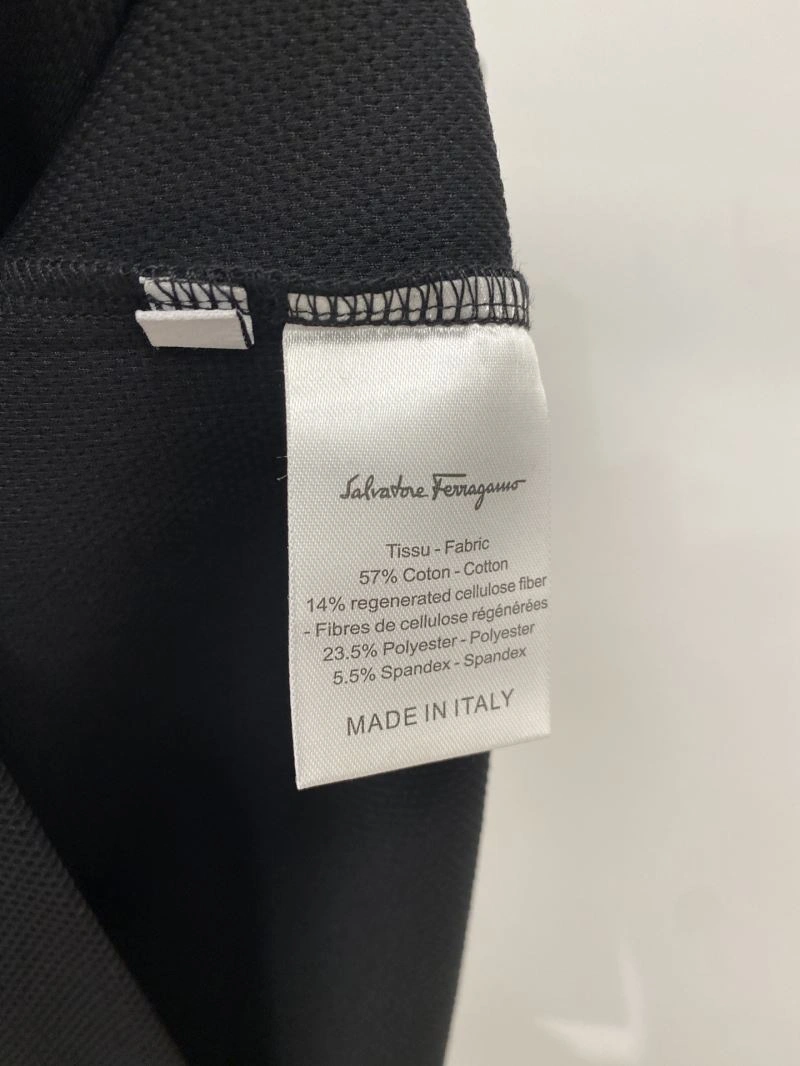 Salvatore Ferragamo
Tissu - Fabric
57% Coton - Cotton
14% regenerated cellulose fiber
- Fibres de cellulose régénérées
23.5% Polyester - Polyester
5.5% Spandex - Spandex
MADE IN ITALY